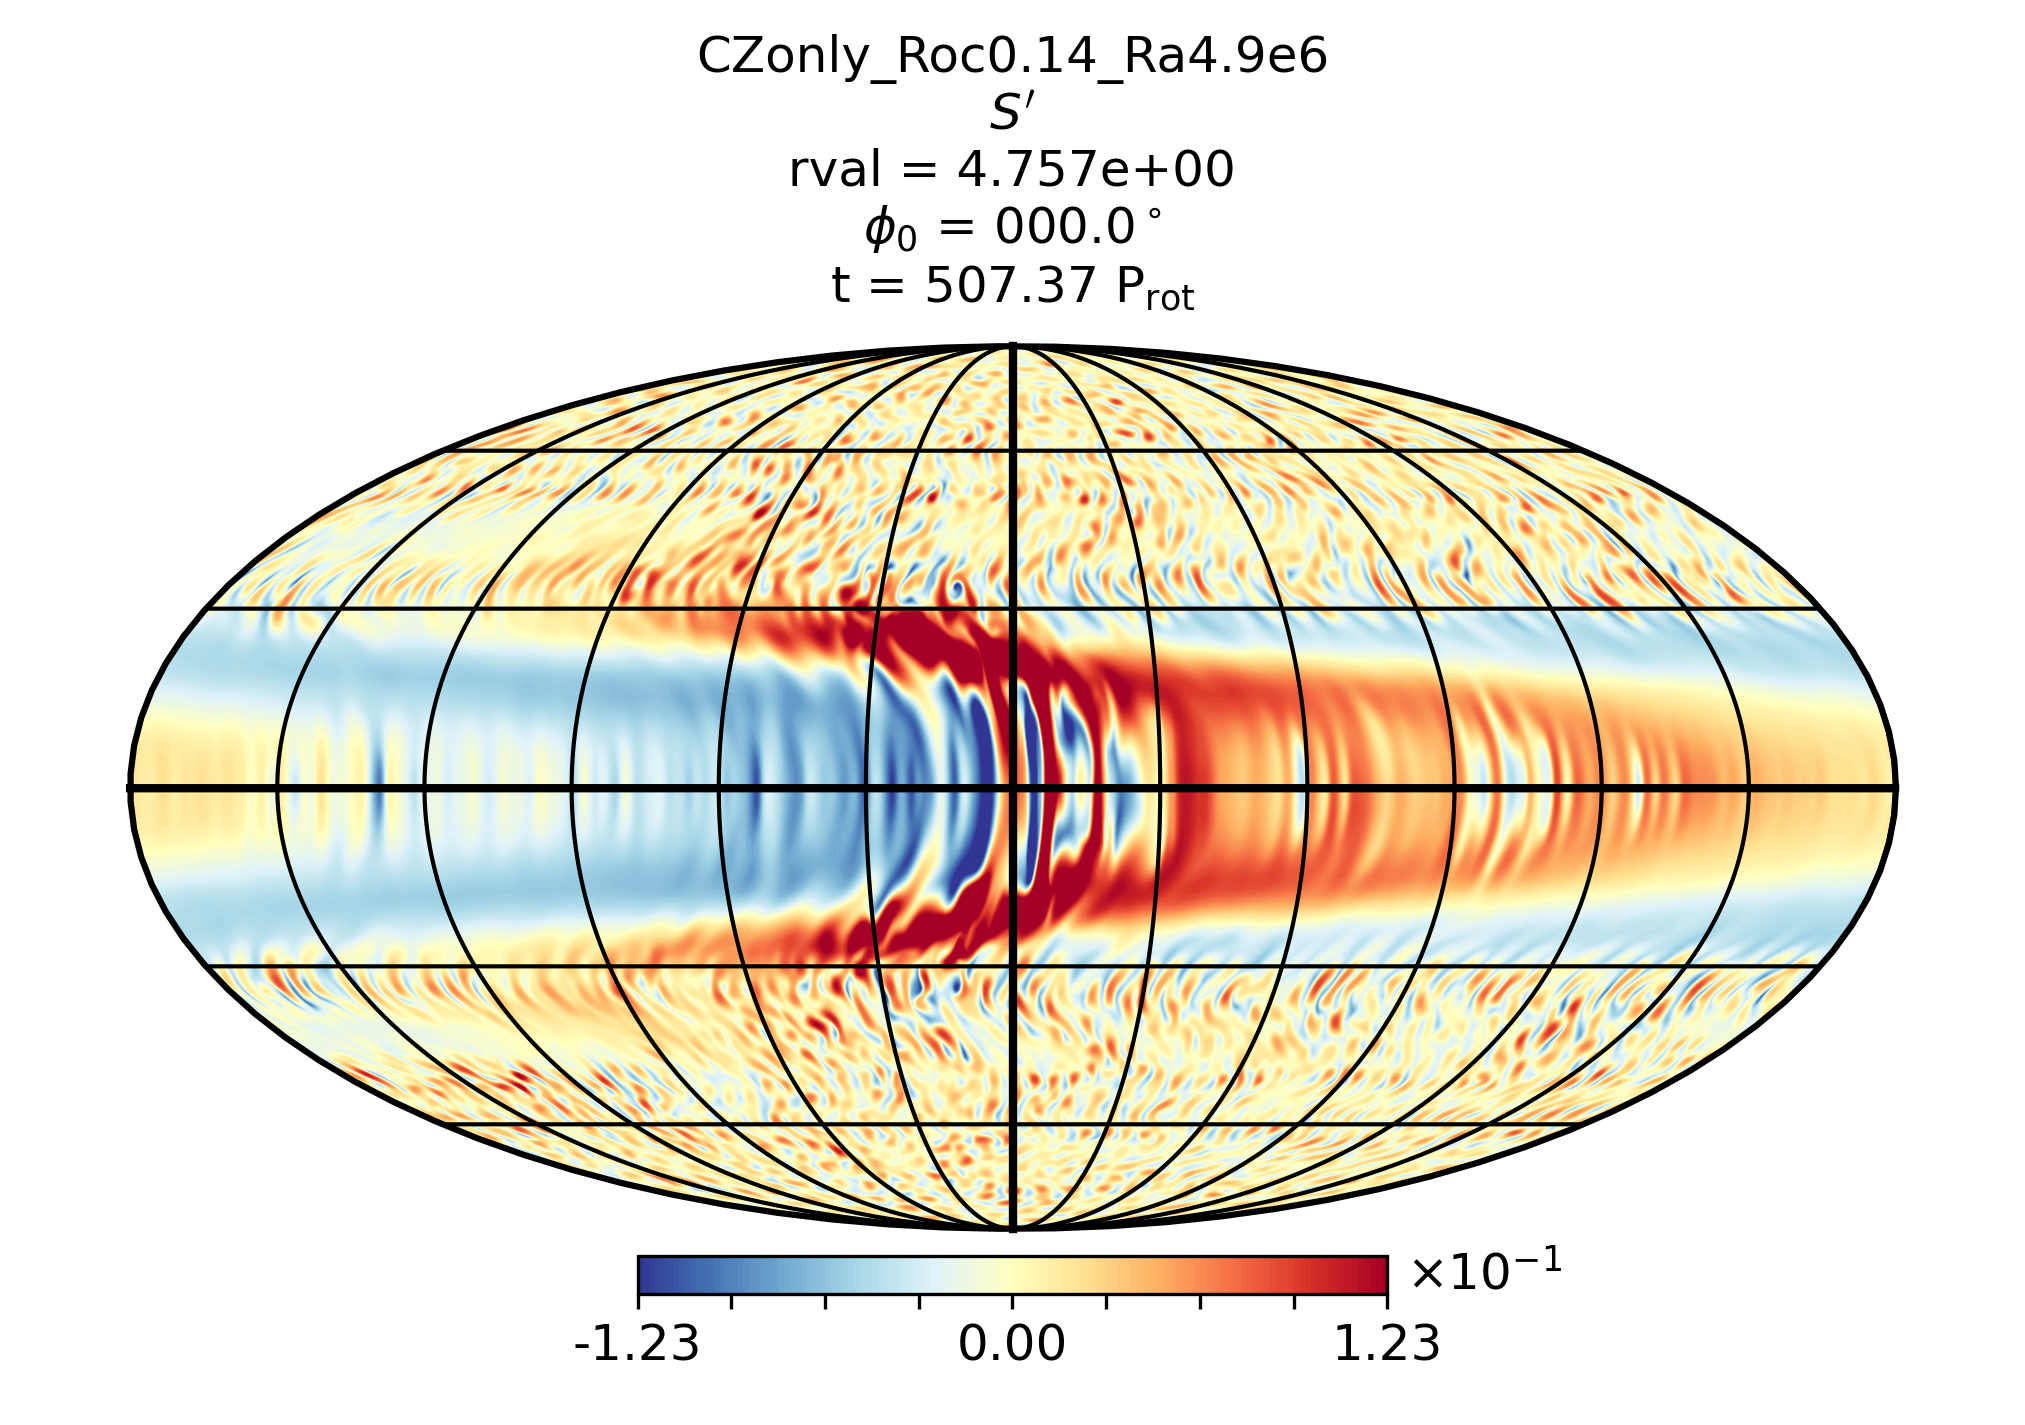 CZonly_Roc0.14_Ra4.9e6
S′
rval = 4.757e+00
ϕ₀ = 000.0°
t = 507.37 P_rot
×10⁻¹
-1.23 0.00 1.23